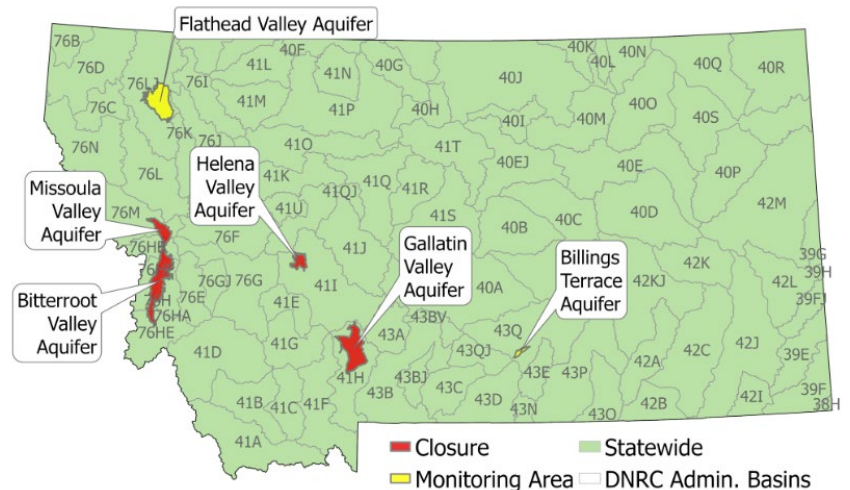 Flathead Valley Aquifer
76B
76D
76LJ
76I
40F
41L
41N
40G
40K
40L
40N
40Q
40R
40J
76C
41M
41P
40H
40I
40M
40O
40S
76N
76K
76J
41O
41T
40EJ
40E
40P
76L
Helena
Valley
Aquifer
41K
41QJ
41Q
41R
41U
41S
40B
40C
40D
42M
Missoula
Valley
Aquifer
76M
76F
41J
Gallatin
Valley
Aquifer
Billings
Terrace
Aquifer
42K
39G
39H
42L
39FJ
76GJ
76G
41I
40A
42KJ
Bitterroot
Valley
Aquifer
76E
76HA
76HE
41E
43BV
43A
43Q
41D
41G
43QJ
42A
42C
42J
39E
41H
43BJ
43B
43C
43D
43E
43P
43N
43O
42B
42I
39F
38H
41B
41C
41F
41A
Closure
Statewide
Monitoring Area
DNRC Admin. Basins